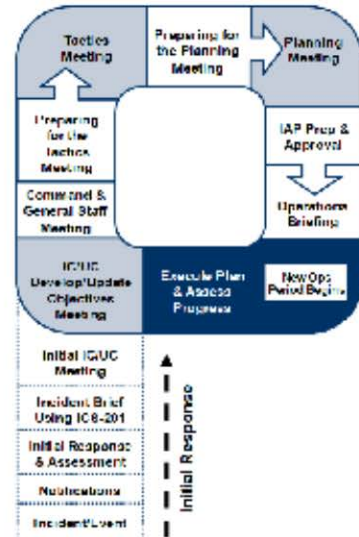 Tactics
Meeting
Preparing for
the Planning
Meeting
Planning
Meeting
Preparing
for the
Tactics
Meeting
IAP Prep &
Approval
Command &
General Staff
Meeting
Operations
Briefing
IC/UC
Develop/Update
Objectives
Meeting
Execute Plan
& Assess
Progress
New Ops
Period Begins
Initial IC/UC
Meeting
Incident Brief
Using ICS-201
Initial Response
& Assessment
Notifications
Incident/Event
Initial Response